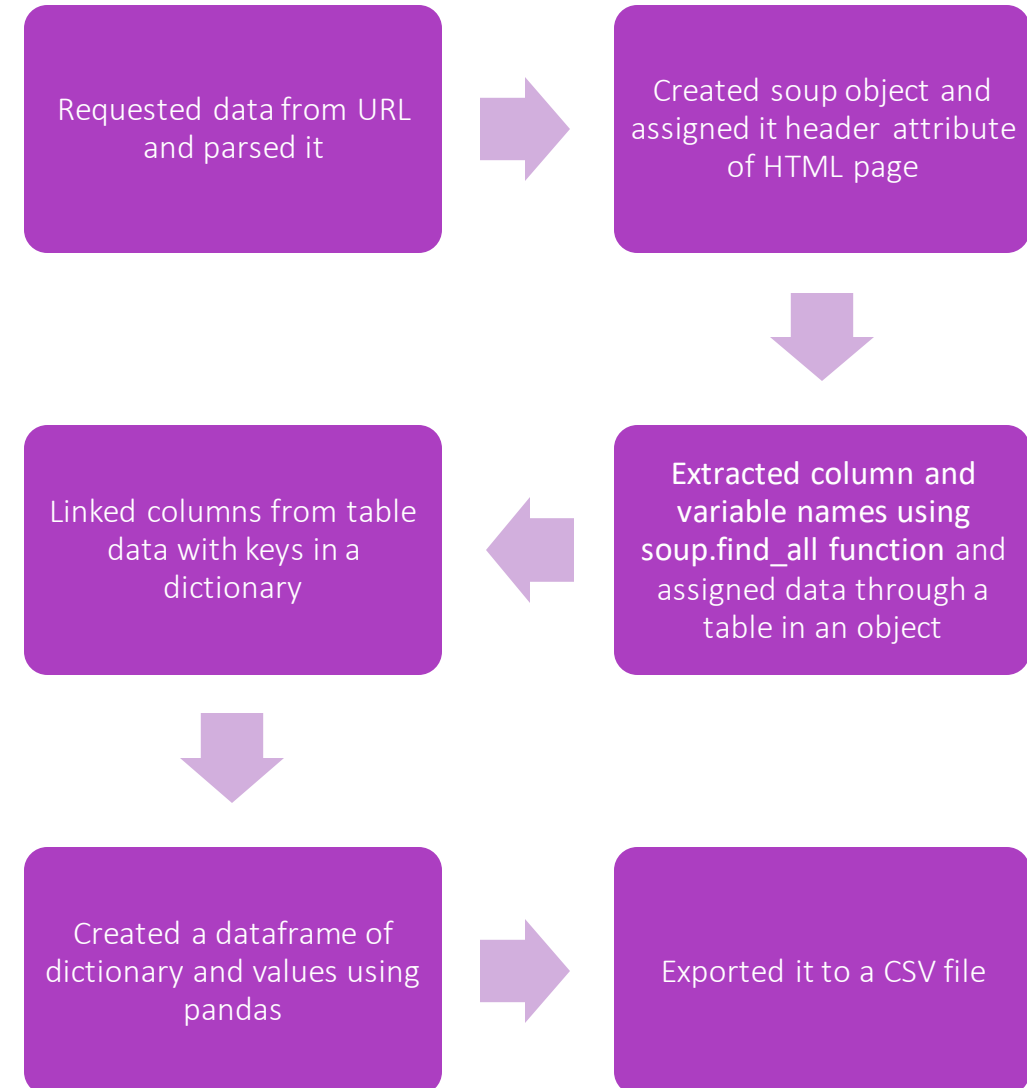 Requested data from URL
and parsed it
Created soup object and
assigned it header attribute
of HTML page
Extracted column and
variable names using
soup.find_all function and
assigned data through a
table in an object
Linked columns from table
data with keys in a
dictionary
Created a dataframe of
dictionary and values using
pandas
Exported it to a CSV file